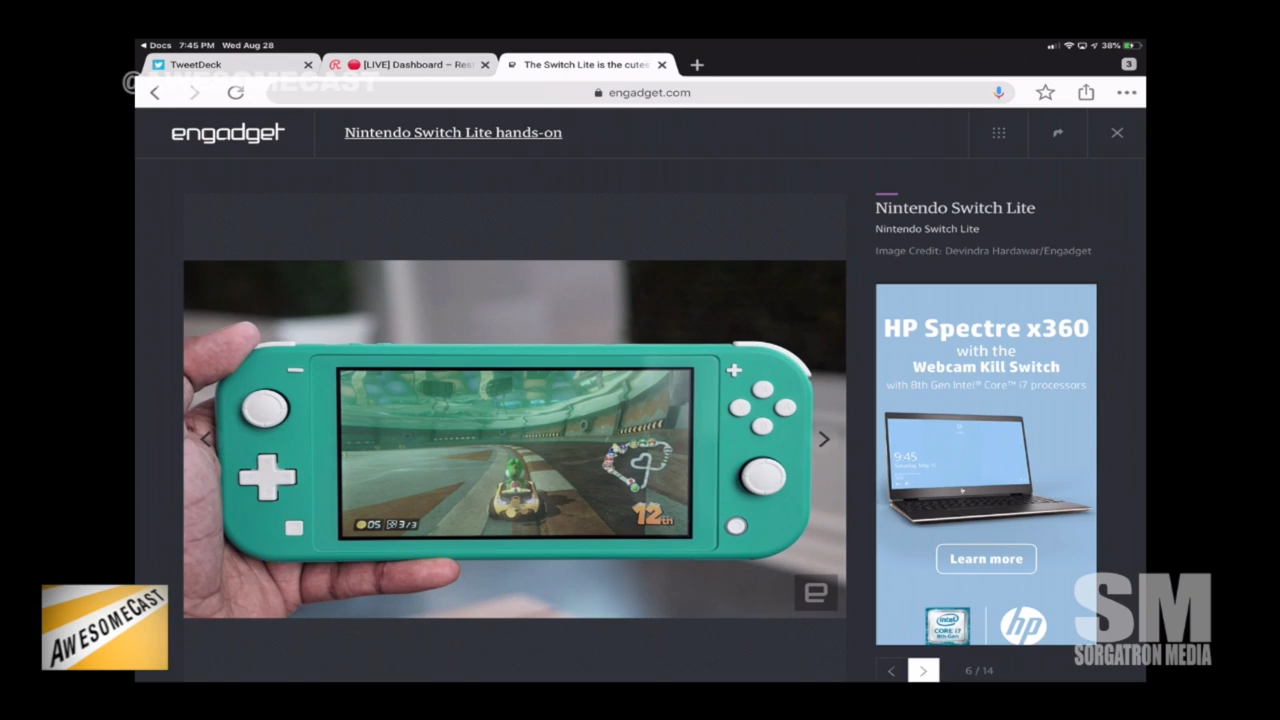 Docs 7:45 PM Wed Aug 28
38%
TweetDeck
[LIVE] Dashboard – Res
The Switch Lite is the cutes
3
@AWESOMECAST
engadget.com
engadget
Nintendo Switch Lite hands-on
Nintendo Switch Lite
Nintendo Switch Lite
Image Credit: Devindra Hardawar/Engadget
HP Spectre x360
with the
Webcam Kill Switch
with 8th Gen Intel® Core™ i7 processors
9:45
05 3/3
12th
Learn more
intel
CORE i7
8th Gen
hp
AWESOMECAST
SM
SORGATRON MEDIA
6 / 14